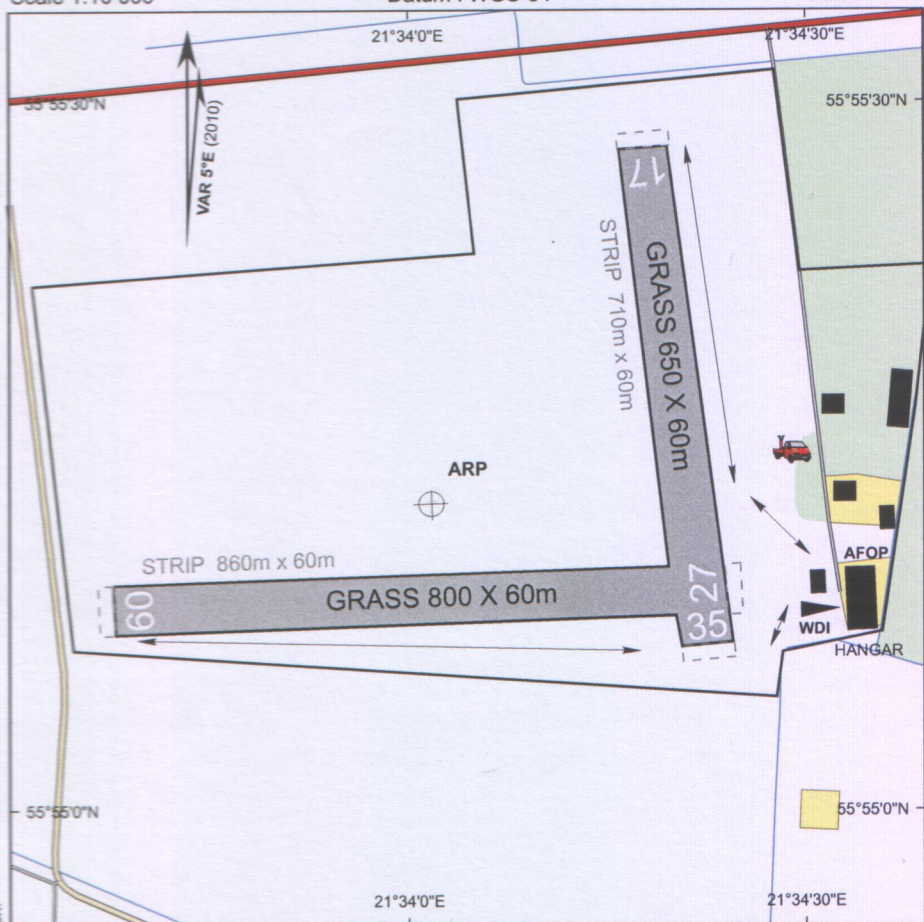 21°34'0"E
21°34'30"E
55°55'30"N
55°55'30"N
VAR 5°E (2010)
17
STRIP 710m x 60m
GRASS 650 X 60m
ARP
STRIP 860m x 60m
AFOP
09
GRASS 800 X 60m
27
35
WDI
HANGAR
55°55'0"N
55°55'0"N
21°34'0"E
21°34'30"E